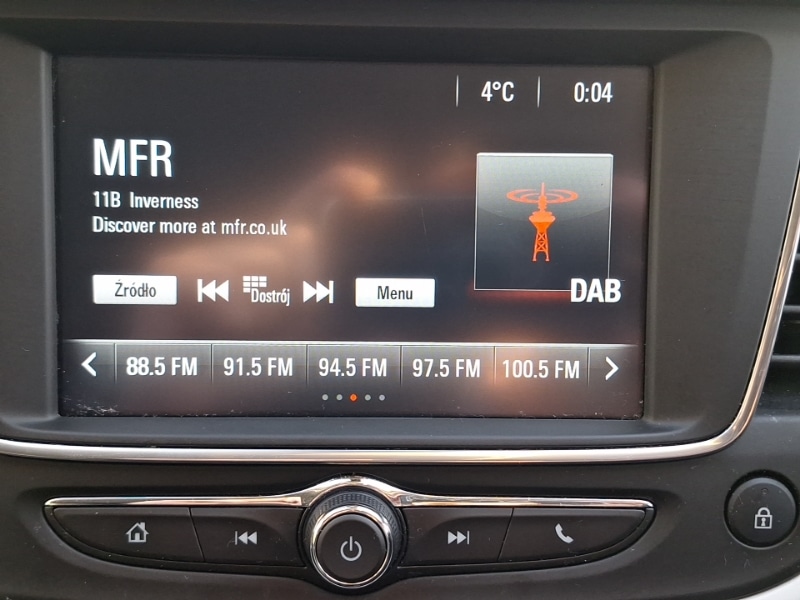 4°C 0:04
MFR
11B Inverness
Discover more at mfr.co.uk
Źródło Dostrój Menu
DAB
88.5 FM 91.5 FM 94.5 FM 97.5 FM 100.5 FM